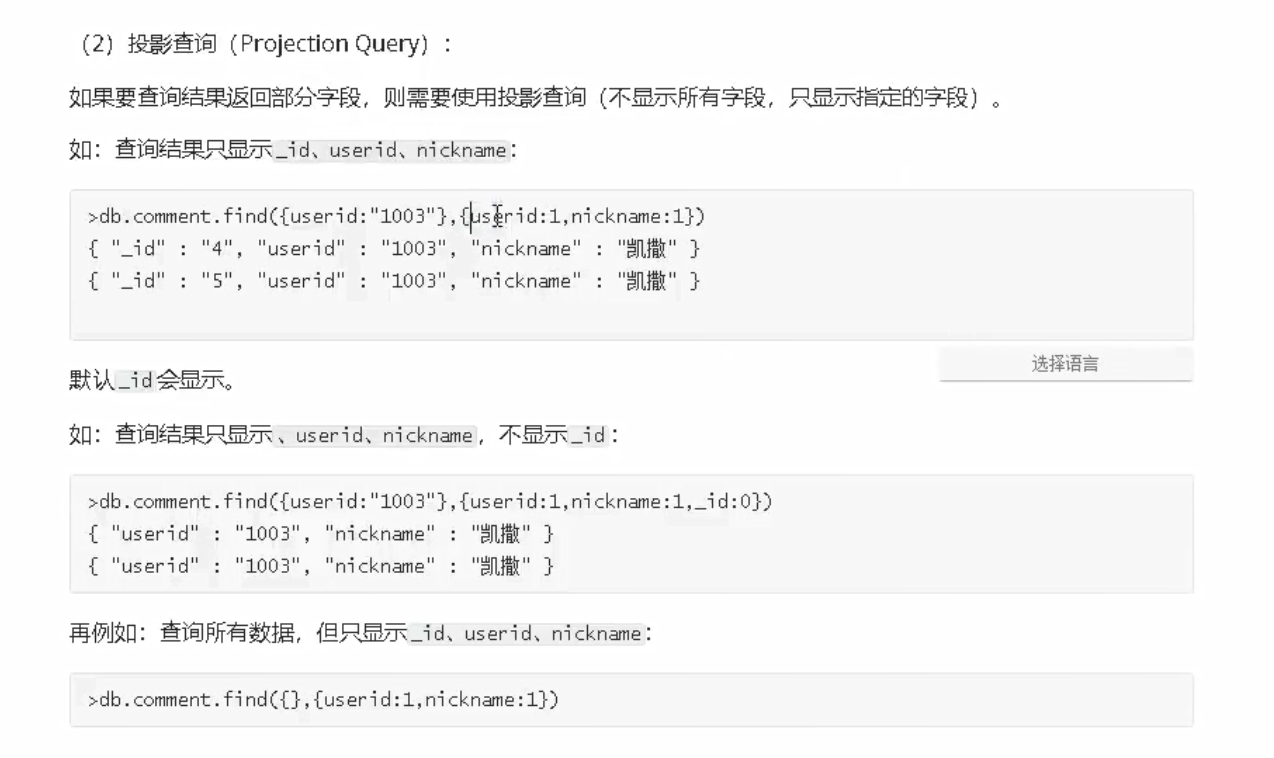 （2）投影查询（Projection Query）：
如果要查询结果返回部分字段，则需要使用投影查询（不显示所有字段，只显示指定的字段）。
如：查询结果只显示 _id、userid、nickname：
>db.comment.find({userid:"1003"},{userid:1,nickname:1})
{ "_id" : "4", "userid" : "1003", "nickname" : "凯撒" }
{ "_id" : "5", "userid" : "1003", "nickname" : "凯撒" }
选择语言
默认 _id 会显示。
如：查询结果只显示 、userid、nickname，不显示 _id：
>db.comment.find({userid:"1003"},{userid:1,nickname:1,_id:0})
{ "userid" : "1003", "nickname" : "凯撒" }
{ "userid" : "1003", "nickname" : "凯撒" }
再例如：查询所有数据，但只显示 _id、userid、nickname：
>db.comment.find({},{userid:1,nickname:1})